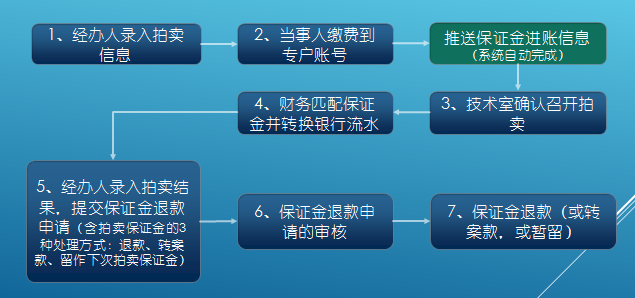 1、经办人录入拍卖
信息
2、当事人缴费到
专户账号
推送保证金进账信息
（系统自动完成）
3、技术室确认召开拍
卖
4、财务匹配保证
金并转换银行流水
5、经办人录入拍卖结
果，提交保证金退款
申请（含拍卖保证金的3
种处理方式：退款、转案
款、留作下次拍卖保证金）
6、保证金退款申
请的审核
7、保证金退款（或转
案款，或暂留）